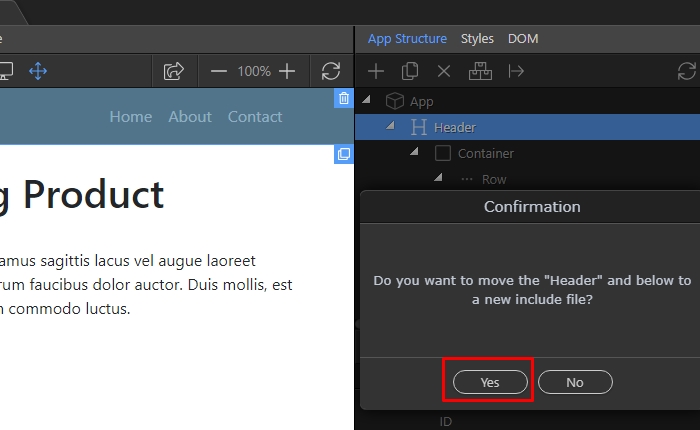 e
App Structure Styles DOM
100%
App
Home About Contact
Header
Container
Row
g Product
Confirmation
amus sagittis lacus vel augue laoreet
rum faucibus dolor auctor. Duis mollis, est
n commodo luctus.
Do you want to move the "Header" and below to
a new include file?
Yes No
ID